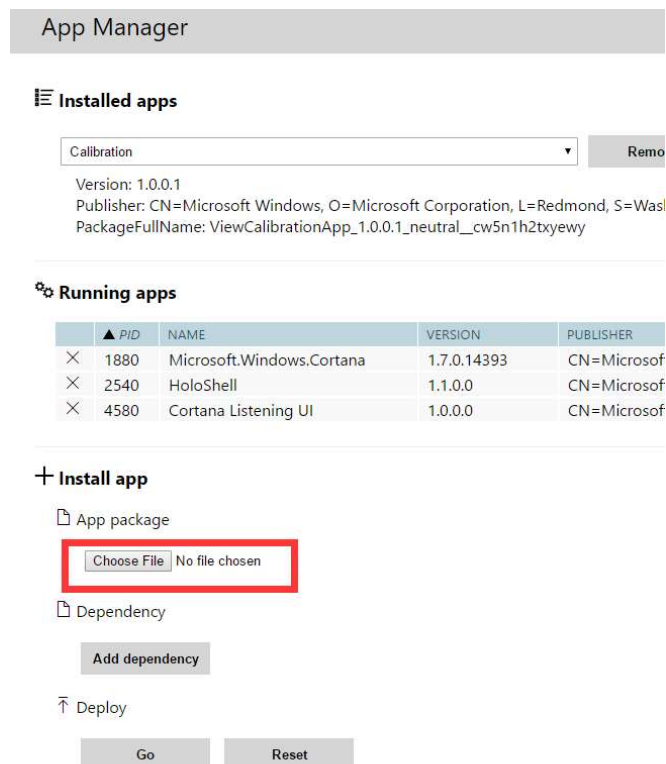 App Manager
Installed apps
Calibration Remo
Version: 1.0.0.1
Publisher: CN=Microsoft Windows, O=Microsoft Corporation, L=Redmond, S=Was
PackageFullName: ViewCalibrationApp_1.0.0.1_neutral__cw5n1h2txyewy
Running apps
PID NAME VERSION PUBLISHER
1880 Microsoft.Windows.Cortana 1.7.0.14393 CN=Microsof
2540 HoloShell 1.1.0.0 CN=Microsof
4580 Cortana Listening UI 1.0.0.0 CN=Microsof
Install app
App package
Choose File No file chosen
Dependency
Add dependency
Deploy
Go Reset